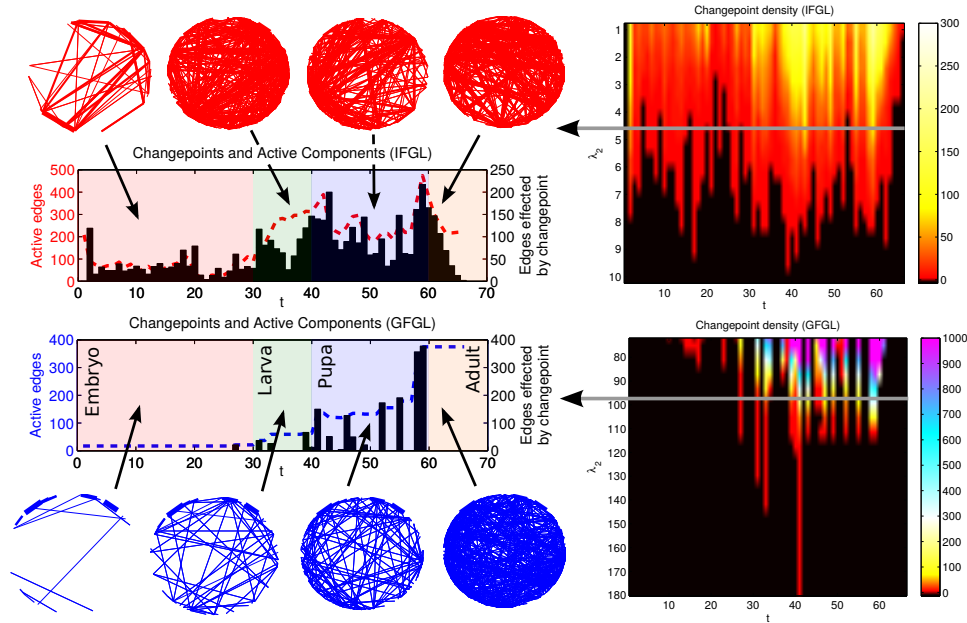 Changepoints and Active Components (IFGL)
Active edges
500
400
300
200
100
0
250
200
150
100
50
0
Edges effected
by changepoint
0 10 20 30 40 50 60 70
t
Changepoints and Active Components (GFGL)
Active edges
400
300
200
100
0
Embryo
Larva
Pupa
Adult
400
300
200
100
0
Edges effected
by changepoint
0 10 20 30 40 50 60 70
t
Changepoint density (IFGL)
λ2
1
2
3
4
5
6
7
8
9
10
10 20 30 40 50 60
t
300
250
200
150
100
50
0
Changepoint density (GFGL)
λ2
80
90
100
110
120
130
140
150
160
170
180
10 20 30 40 50 60
t
1000
900
800
700
600
500
400
300
200
100
0